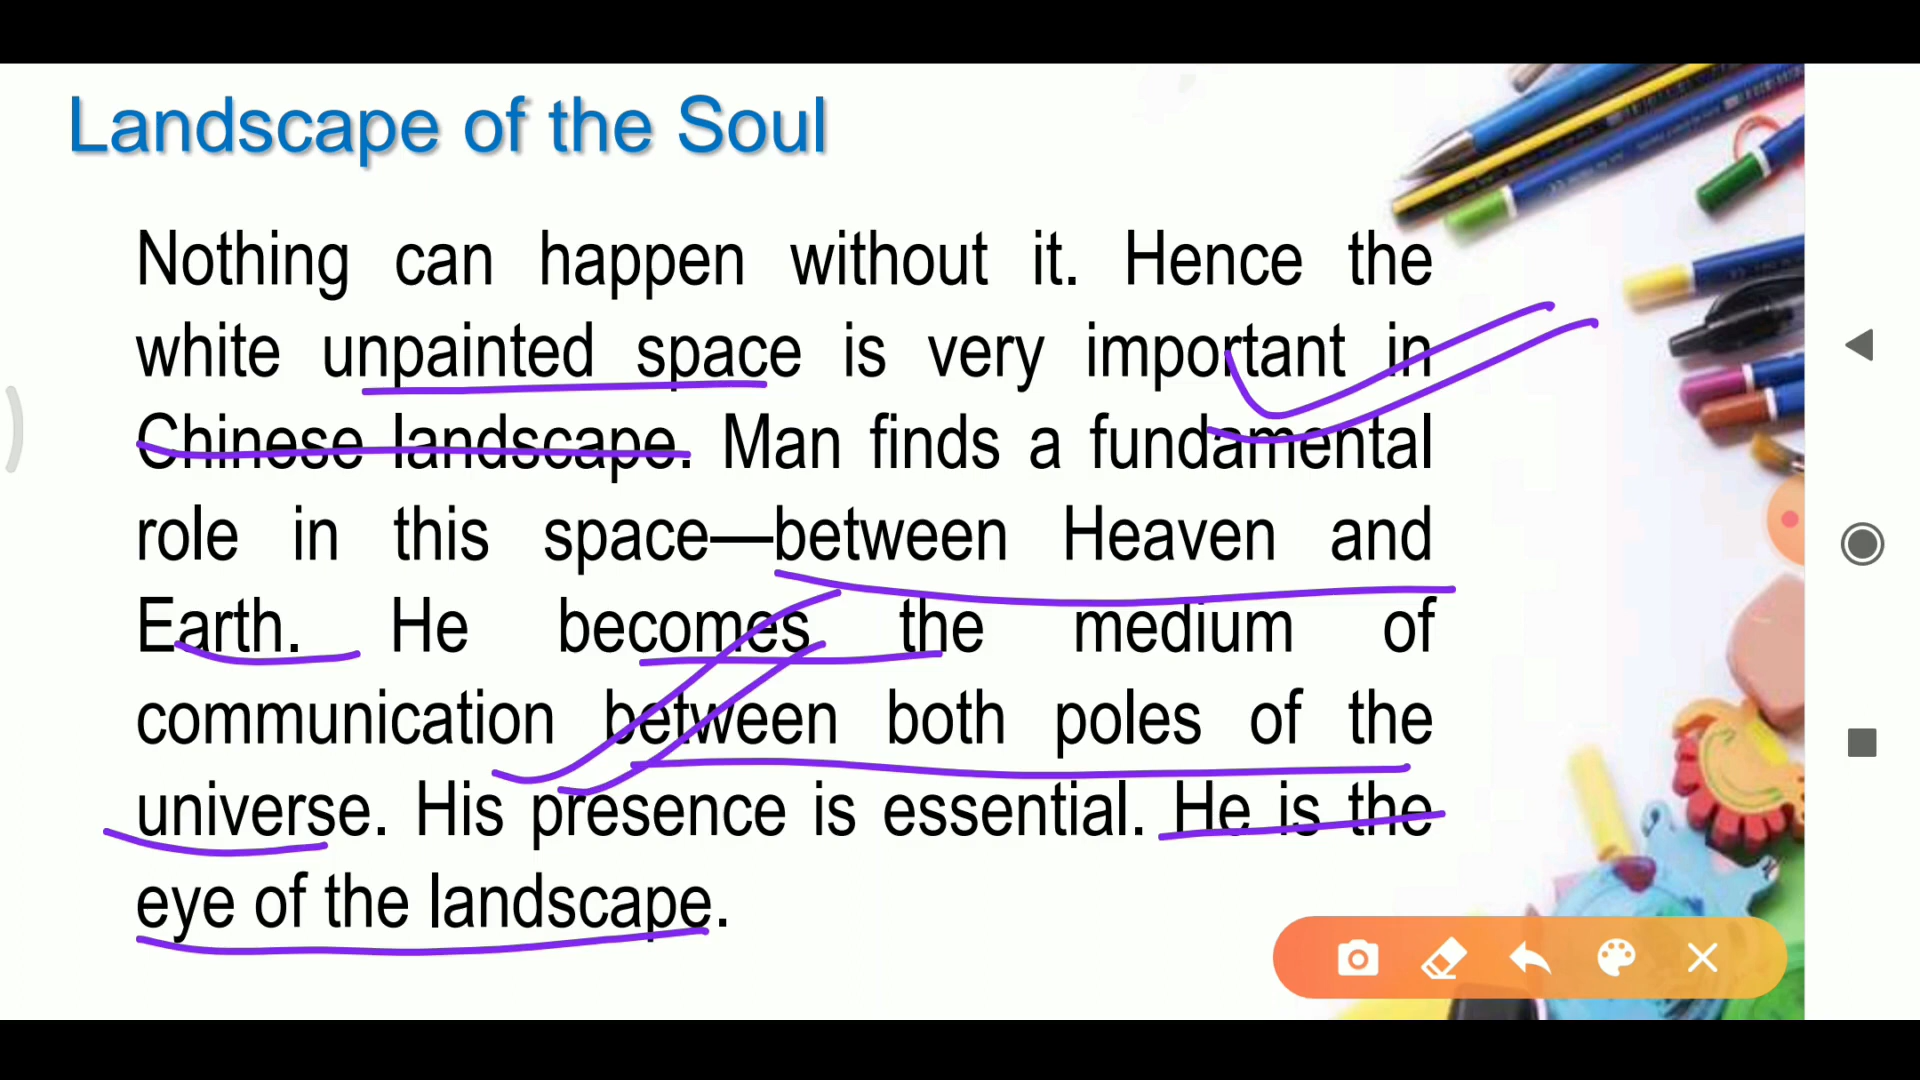 Landscape of the Soul
Nothing can happen without it. Hence the
white unpainted space is very important in
Chinese landscape. Man finds a fundamental
role in this space—between Heaven and
Earth. He becomes the medium of
communication between both poles of the
universe. His presence is essential. He is the
eye of the landscape.